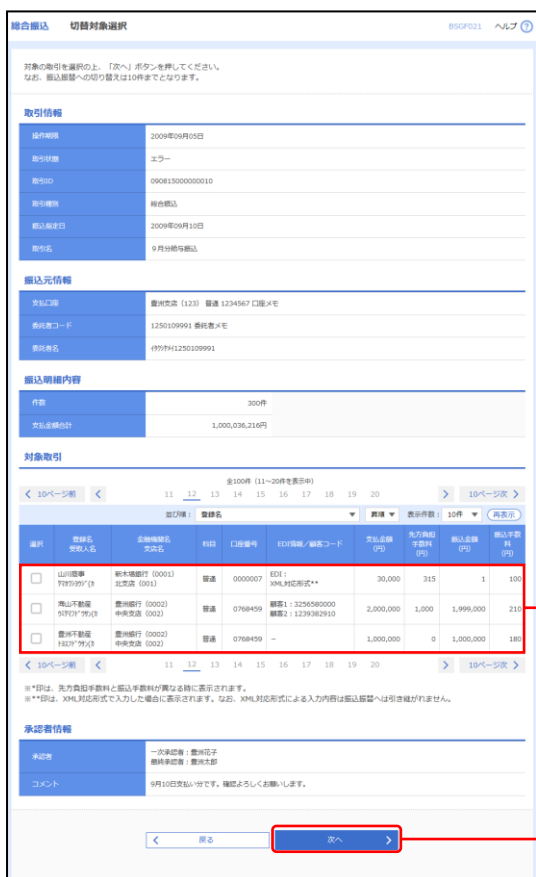 総合振込 切替対象選択 BSGF021 ヘルプ ?
対象の取引を選択の上、「次へ」ボタンを押してください。
なお、振込振替への切り替えは10件までとなります。
取引情報
操作期限 2009年09月05日
取引状態 エラー
取引ID 090815000000010
取引種別 総合振込
振込指定日 2009年09月10日
取引名 9月分給与振込
振込元情報
支払口座 豊洲支店 (123) 普通 1234567 口座メモ
委託者コード 1250109991 委託者メモ
委託者名
振込明細内容
件数 300件
支払金額合計 1,000,036,216円
対象取引
全100件 (11~20件を表示中)
10ページ前 11 12 13 14 15 16 17 18 19 20 10ページ次
並び順: 登録名 昇順 表示件数: 10件 再表示
選択 登録名 受取人名 金融機関名 支店名 科目 口座番号 EDI情報/顧客コード 支払金額 (円) 先方負担手数料 (円) 振込金額 (円) 振込手数料 (円)
山川商事 新木場銀行 (0001) 北支店 (001) 普通 0000007 EDI: XML対応形式** 30,000 315 1 100
海山不動産 豊洲銀行 (0002) 中央支店 (002) 普通 0768459 顧客1:3256580000 顧客2:1239382910 2,000,000 1,000 1,999,000 210
豊洲不動産 豊洲銀行 (0002) 中央支店 (002) 普通 0768459 – 1,000,000 0 1,000,000 180
10ページ前 11 12 13 14 15 16 17 18 19 20 10ページ次
※*印は、先方負担手数料と振込手数料が異なる時に表示されます。
※**印は、XML対応形式で入力した場合に表示されます。なお、XML対応形式による入力内容は振込振替へは引き継がれません。
承認者情報
承認者 一次承認者:豊洲花子
最終承認者:豊洲太郎
コメント 9月10日支払い分です。確認よろしくお願いします。
戻る 次へ